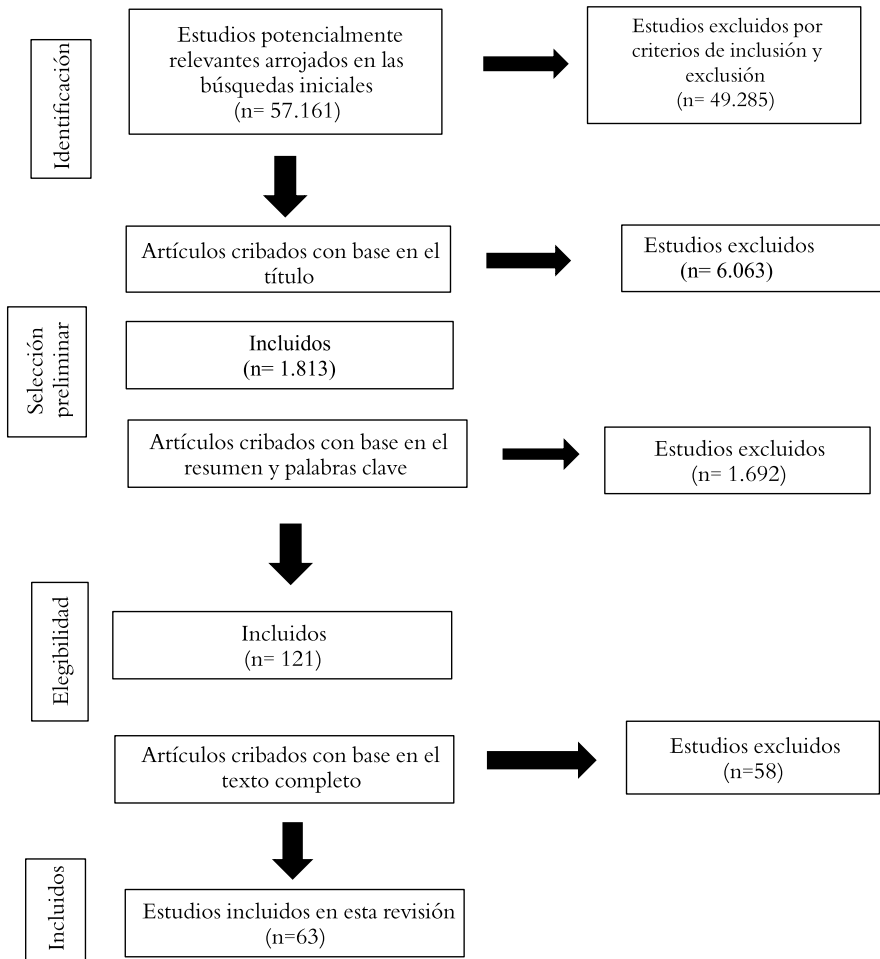 Identificación
Estudios potencialmente
relevantes arrojados en las
búsquedas iniciales
(n= 57.161)
Estudios excluidos por
criterios de inclusión y
exclusión
(n= 49.285)
Selección
preliminar
Artículos cribados con base en el
título
Estudios excluidos
(n= 6.063)
Incluidos
(n= 1.813)
Artículos cribados con base en el
resumen y palabras clave
Estudios excluidos
(n= 1.692)
Elegibilidad
Incluidos
(n= 121)
Artículos cribados con base en el
texto completo
Estudios excluidos
(n=58)
Incluidos
Estudios incluidos en esta revisión
(n=63)